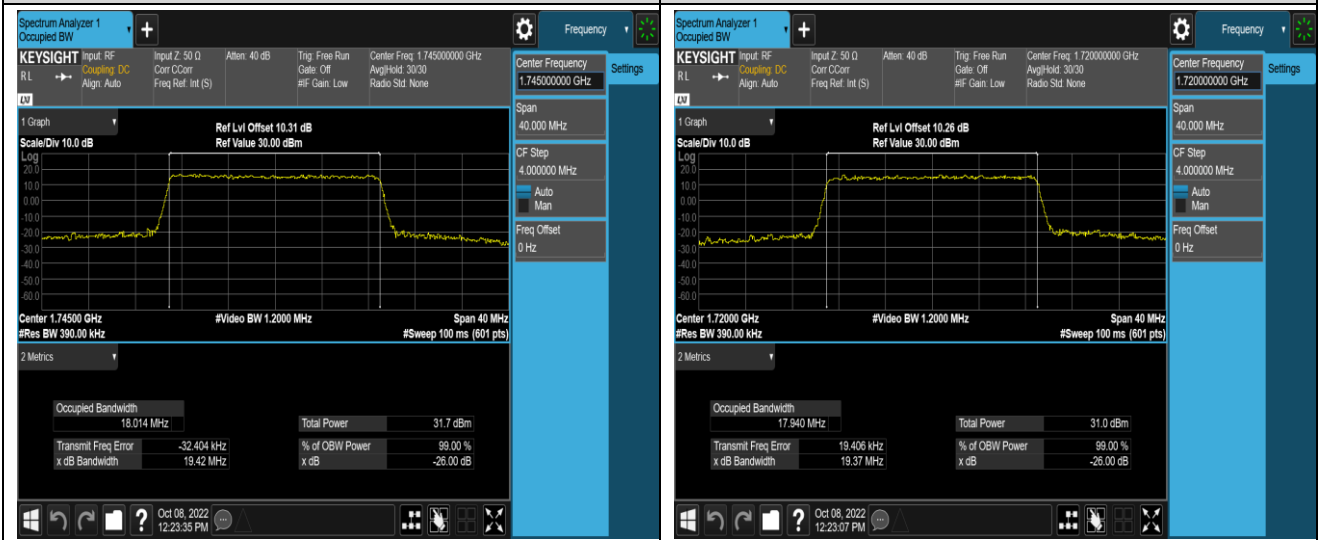 Spectrum Analyzer 1
Occupied BW
+
Frequency
KEYSIGHT Input: RF Input Z: 50 Ω Atten: 40 dB Trig: Free Run Center Freq: 1.745000000 GHz
Coupling: DC Corr CCorr Gate: Off Avg|Hold: 30/30
RL Align: Auto Freq Ref: Int (S) #IF Gain: Low Radio Std: None
LXI
Center Frequency
1.745000000 GHz
Settings
Span
40.000 MHz
CF Step
4.000000 MHz
Auto
Man
Freq Offset
0 Hz
1 Graph
Ref Lvl Offset 10.31 dB
Scale/Div 10.0 dB Ref Value 30.00 dBm
Log
20.0
10.0
0.00
-10.0
-20.0
-30.0
-40.0
-50.0
-60.0
Center 1.74500 GHz #Video BW 1.2000 MHz Span 40 MHz
#Res BW 390.00 kHz #Sweep 100 ms (601 pts)
2 Metrics
Occupied Bandwidth
18.014 MHz Total Power 31.7 dBm
Transmit Freq Error -32.404 kHz % of OBW Power 99.00 %
x dB Bandwidth 19.42 MHz x dB -26.00 dB
? Oct 08, 2022
12:23:35 PM
Spectrum Analyzer 1
Occupied BW
+
Frequency
KEYSIGHT Input: RF Input Z: 50 Ω Atten: 40 dB Trig: Free Run Center Freq: 1.720000000 GHz
Coupling: DC Corr CCorr Gate: Off Avg|Hold: 30/30
RL Align: Auto Freq Ref: Int (S) #IF Gain: Low Radio Std: None
LXI
Center Frequency
1.720000000 GHz
Settings
Span
40.000 MHz
CF Step
4.000000 MHz
Auto
Man
Freq Offset
0 Hz
1 Graph
Ref Lvl Offset 10.26 dB
Scale/Div 10.0 dB Ref Value 30.00 dBm
Log
20.0
10.0
0.00
-10.0
-20.0
-30.0
-40.0
-50.0
-60.0
Center 1.72000 GHz #Video BW 1.2000 MHz Span 40 MHz
#Res BW 390.00 kHz #Sweep 100 ms (601 pts)
2 Metrics
Occupied Bandwidth
17.940 MHz Total Power 31.0 dBm
Transmit Freq Error 19.406 kHz % of OBW Power 99.00 %
x dB Bandwidth 19.37 MHz x dB -26.00 dB
? Oct 08, 2022
12:23:07 PM